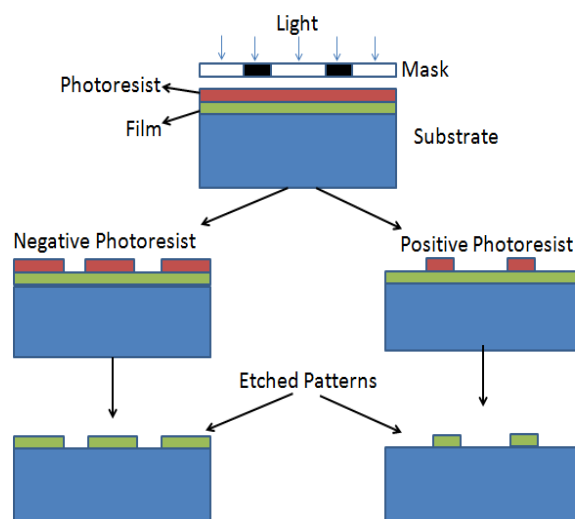 Light
Mask
Photoresist
Film
Substrate
Negative Photoresist
Positive Photoresist
Etched Patterns